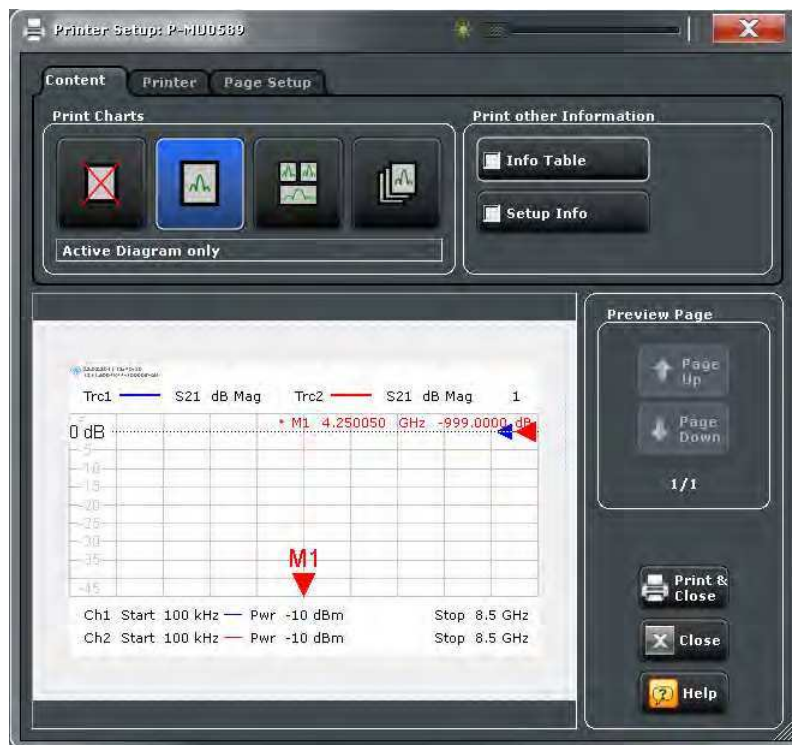 Printer Setup: P-MU0589
Content Printer Page Setup
Print Charts
Active Diagram only
Print other Information
Info Table
Setup Info
Preview Page
Page Up
Page Down
1/1
Trc1 S21 dB Mag Trc2 S21 dB Mag 1
• M1 4.250050 GHz -999.0000 dB
0 dB
-5
-10
-15
-20
-25
-30
-35
-45
M1
Ch1 Start 100 kHz Pwr -10 dBm Stop 8.5 GHz
Ch2 Start 100 kHz Pwr -10 dBm Stop 8.5 GHz
Print & Close
Close
Help